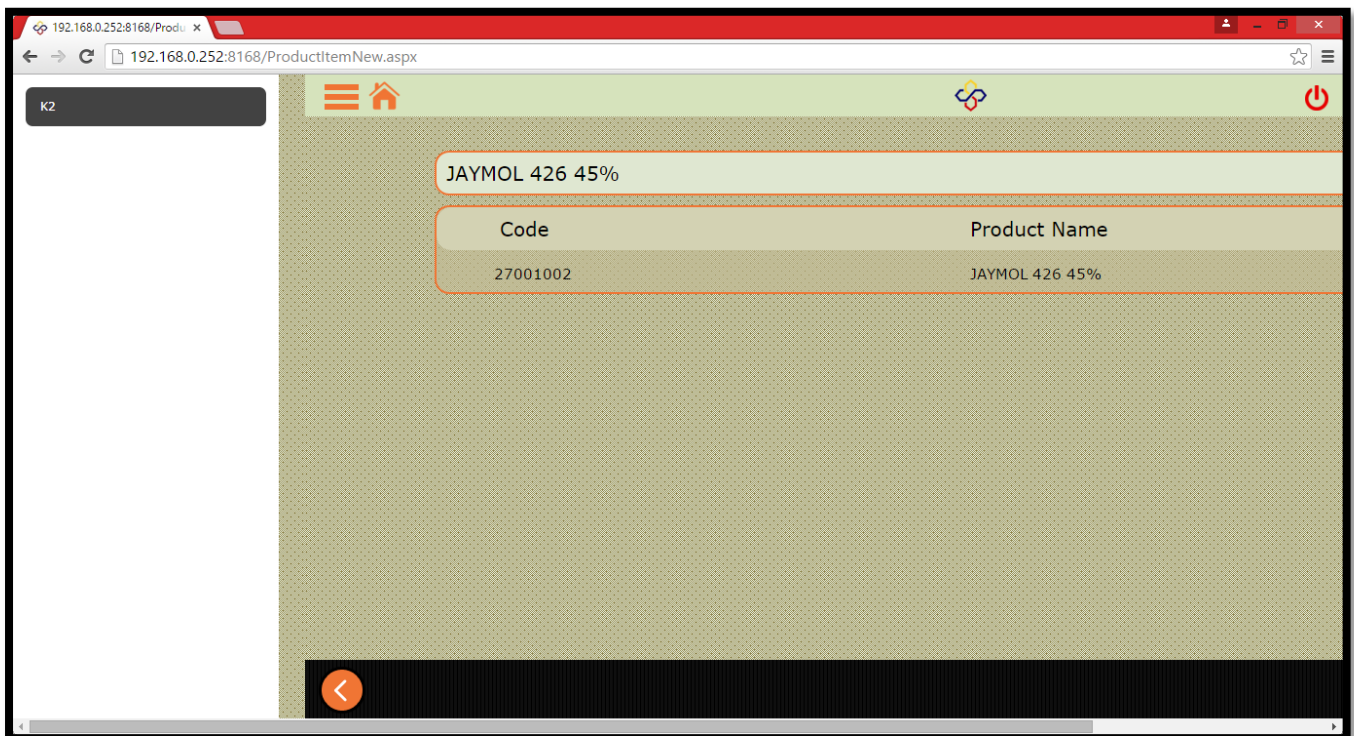 192.168.0.252:8168/Produ
192.168.0.252:8168/ProductItemNew.aspx
K2
JAYMOL 426 45%
Code Product Name
27001002 JAYMOL 426 45%